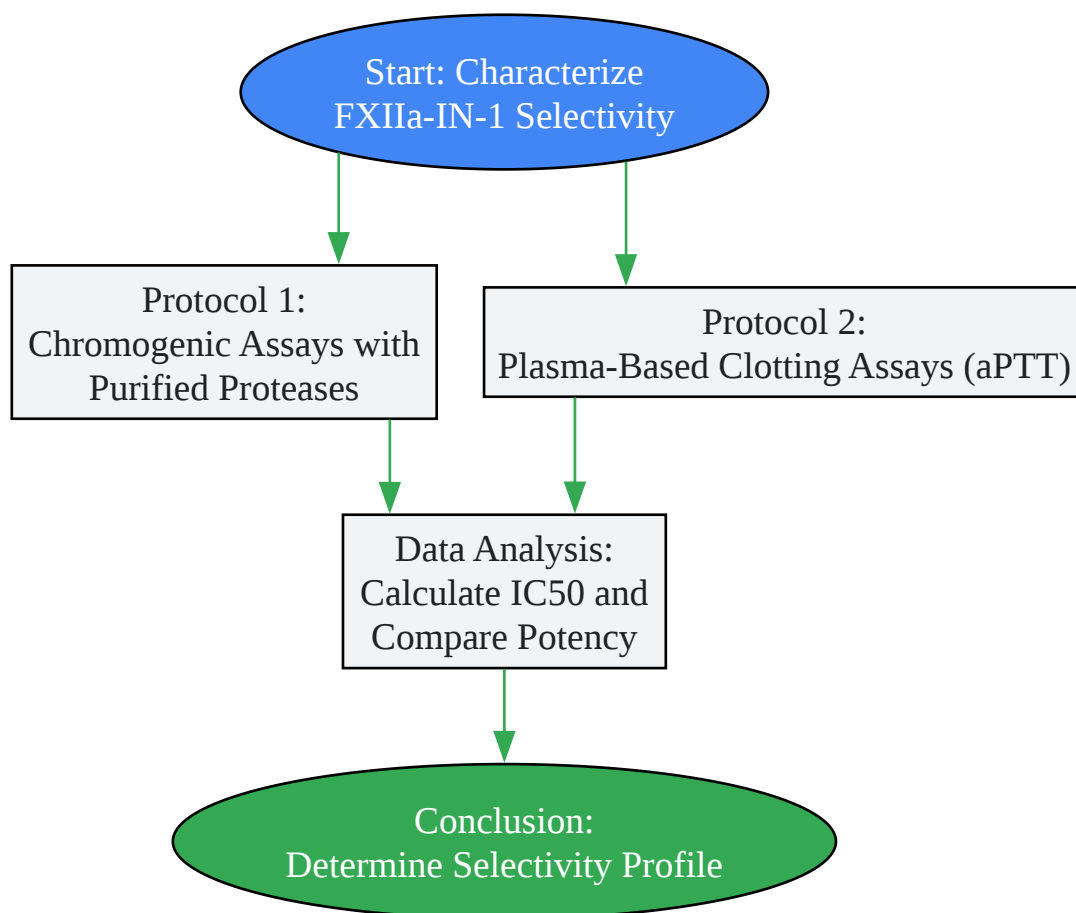 Start: Characterize
FXIIa-IN-1 Selectivity
Protocol 1:
Chromogenic Assays with
Purified Proteases
Protocol 2:
Plasma-Based Clotting Assays (aPTT)
Data Analysis:
Calculate IC50 and
Compare Potency
Conclusion:
Determine Selectivity Profile